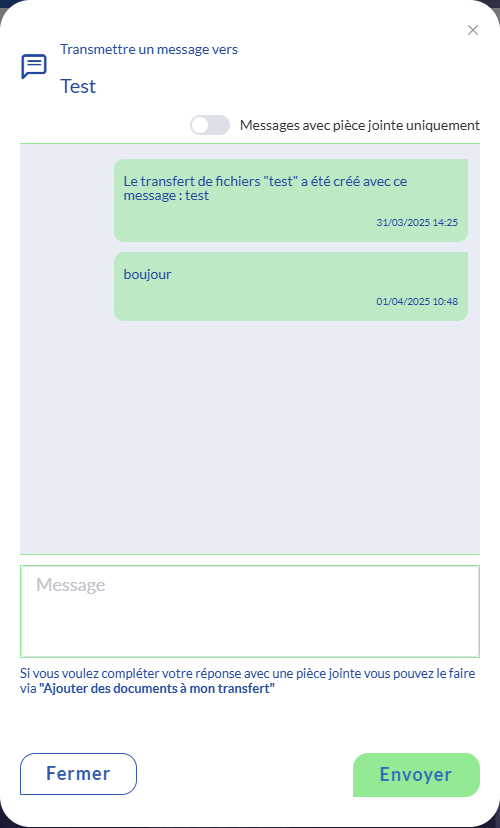 Transmettre un message vers
Test
Messages avec pièce jointe uniquement
Le transfert de fichiers "test" a été créé avec ce
message : test
31/03/2025 14:25
boujour
01/04/2025 10:48
Message
Si vous voulez compléter votre réponse avec une pièce jointe vous pouvez le faire
via "Ajouter des documents à mon transfert"
Fermer
Envoyer